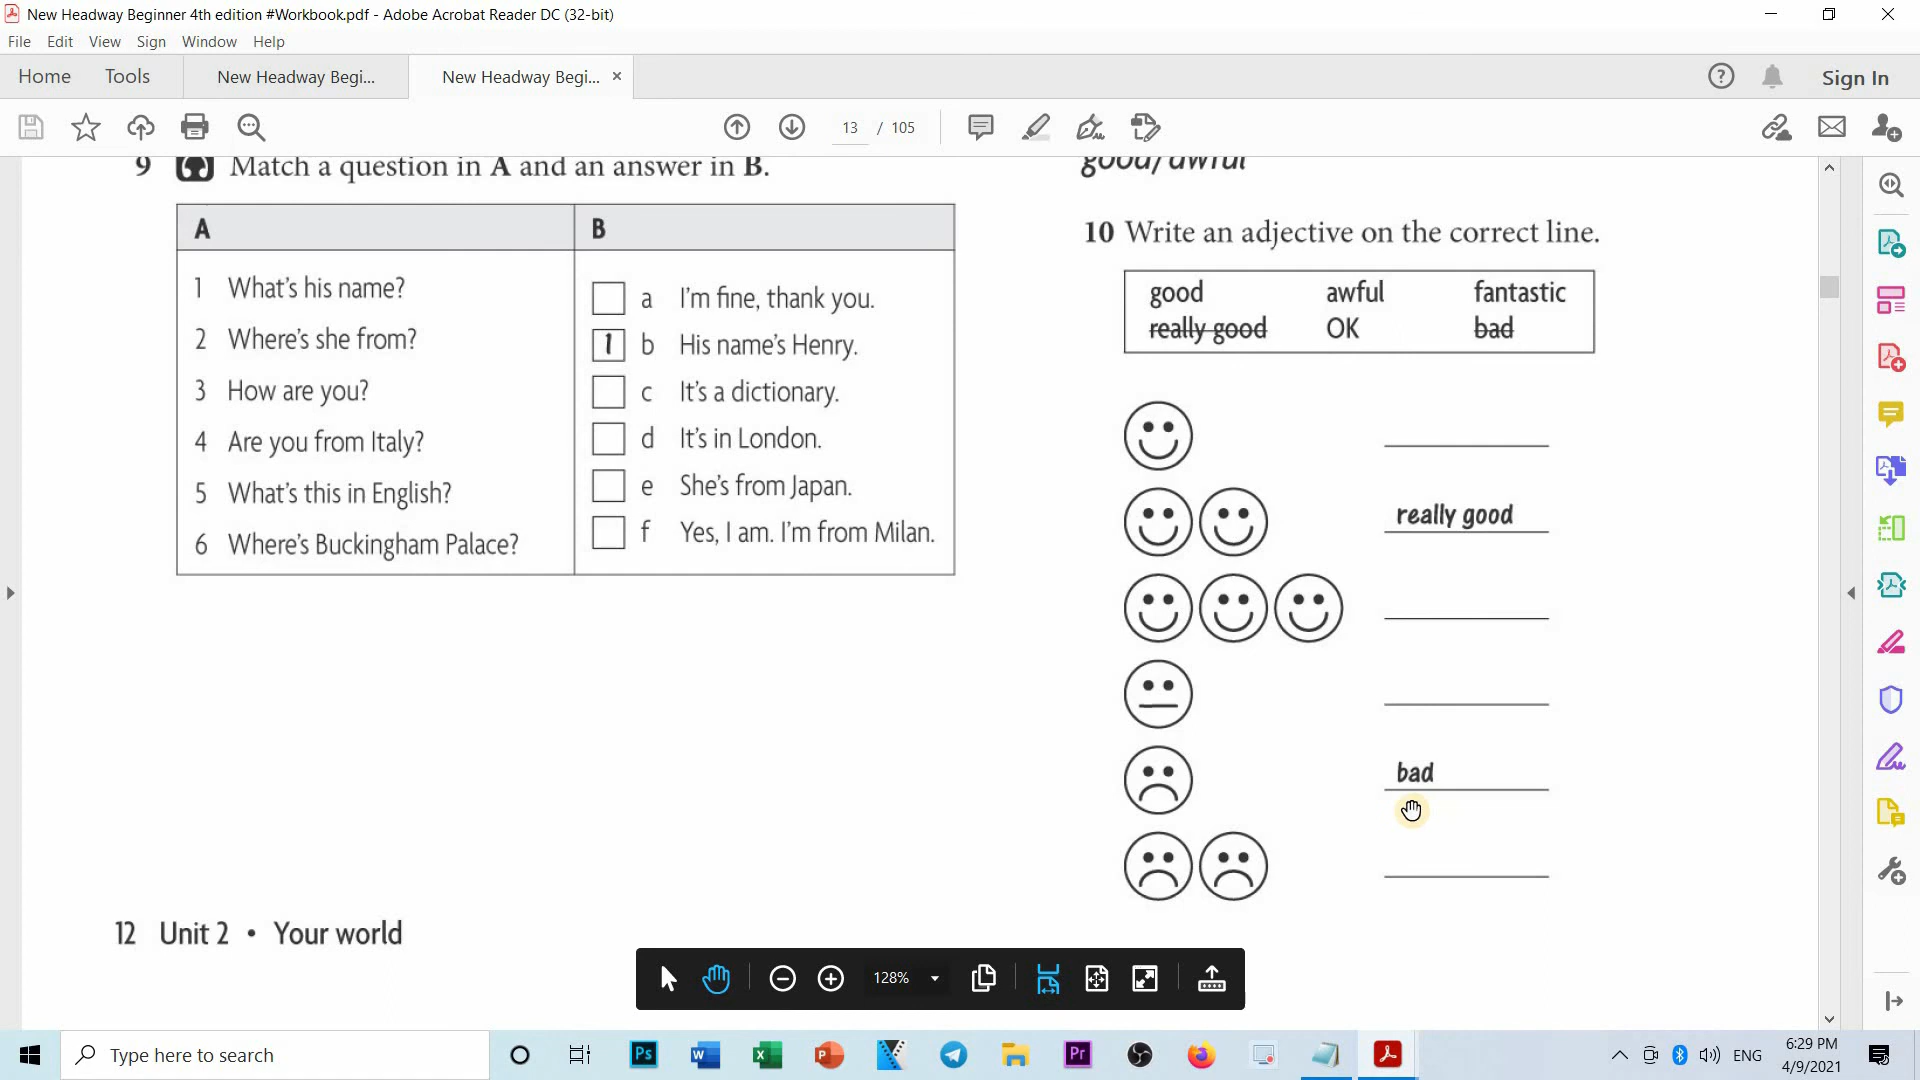 New Headway Beginner 4th edition #Workbook.pdf - Adobe Acrobat Reader DC (32-bit)
File Edit View Sign Window Help
Home Tools New Headway Begi... New Headway Begi... × Sign In
13 / 105
9 Match a question in A and an answer in B.
A B
1 What's his name?
2 Where's she from?
3 How are you?
4 Are you from Italy?
5 What's this in English?
6 Where's Buckingham Palace?
a I'm fine, thank you.
1 b His name's Henry.
c It's a dictionary.
d It's in London.
e She's from Japan.
f Yes, I am. I'm from Milan.
good/awful
10 Write an adjective on the correct line.
good awful fantastic
really good OK bad
really good
bad
12 Unit 2 • Your world
128%
Type here to search
Ps
Pr
ENG
6:29 PM
4/9/2021